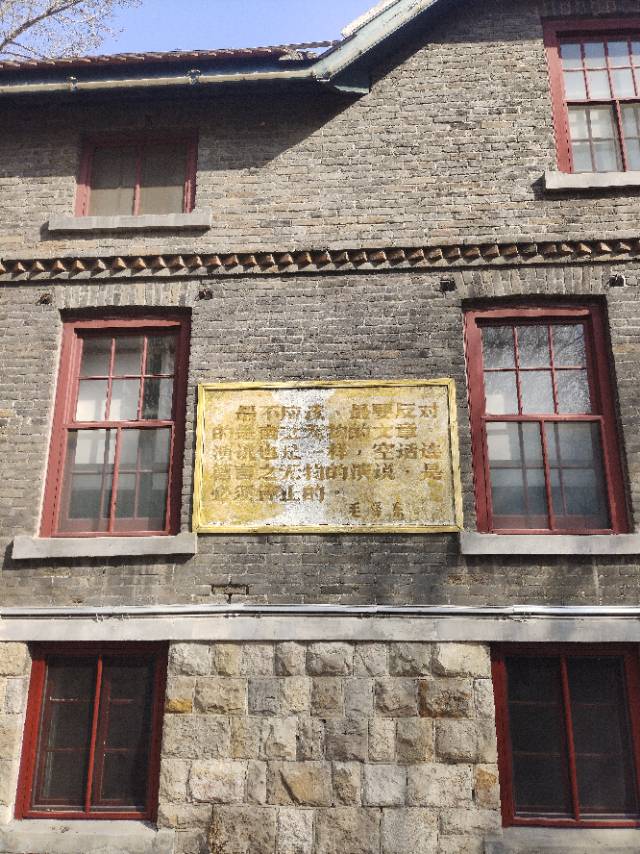 最不应该、最要反对
的是言之无物的文章。
演说也是一样，空话连
篇言之无物的演说，是
必须停止的。
毛泽东